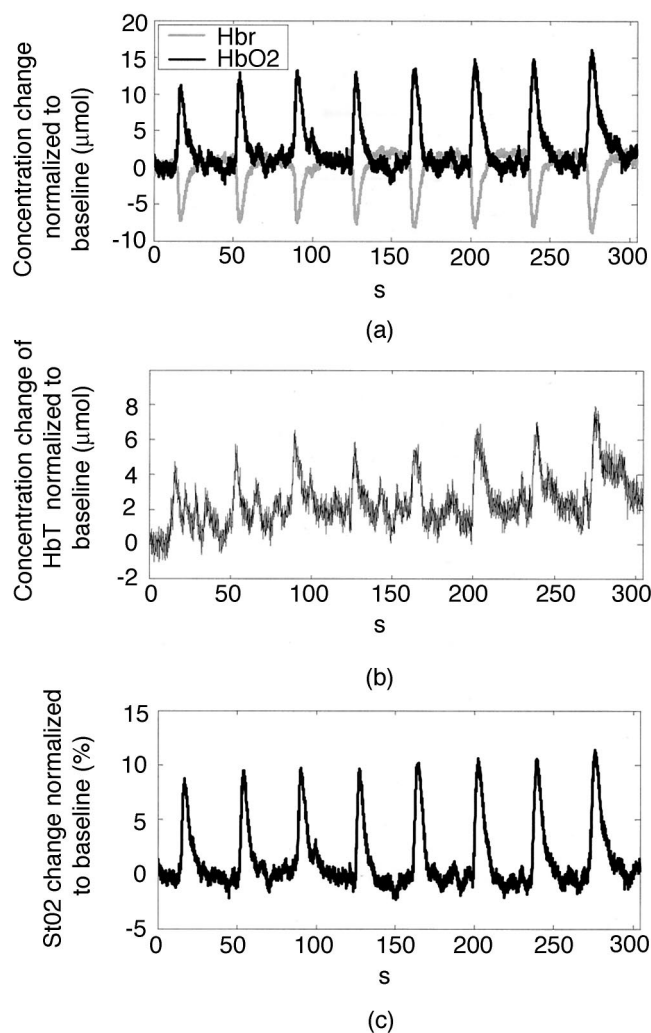 Concentration change
normalized to
baseline (μmol)
20
15
10
5
0
-5
-10
Hbr
HbO2
0 50 100 150 200 250 300
s
(a)
Concentration change of
HbT normalized to
baseline (μmol)
8
6
4
2
0
-2
0 50 100 150 200 250 300
s
(b)
St02 change normalized
to baseline (%)
15
10
5
0
-5
0 50 100 150 200 250 300
s
(c)